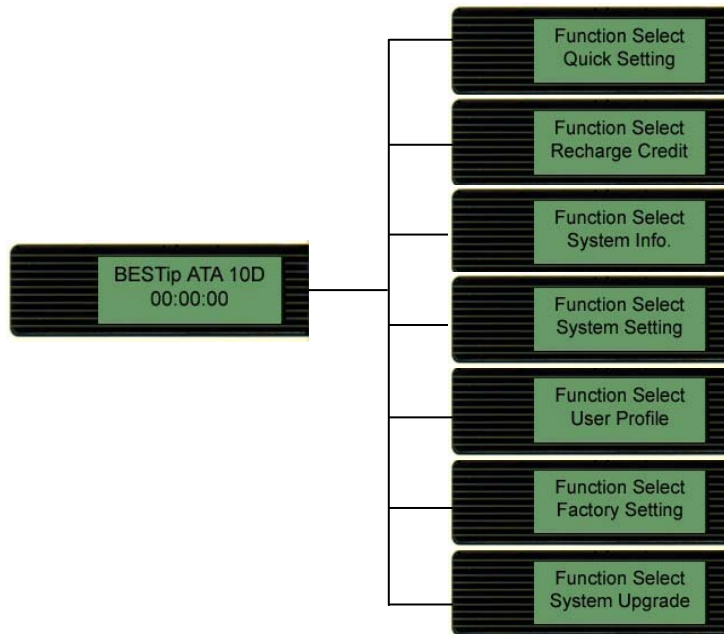 BESTip ATA 10D
00:00:00
Function Select
Quick Setting
Function Select
Recharge Credit
Function Select
System Info.
Function Select
System Setting
Function Select
User Profile
Function Select
Factory Setting
Function Select
System Upgrade